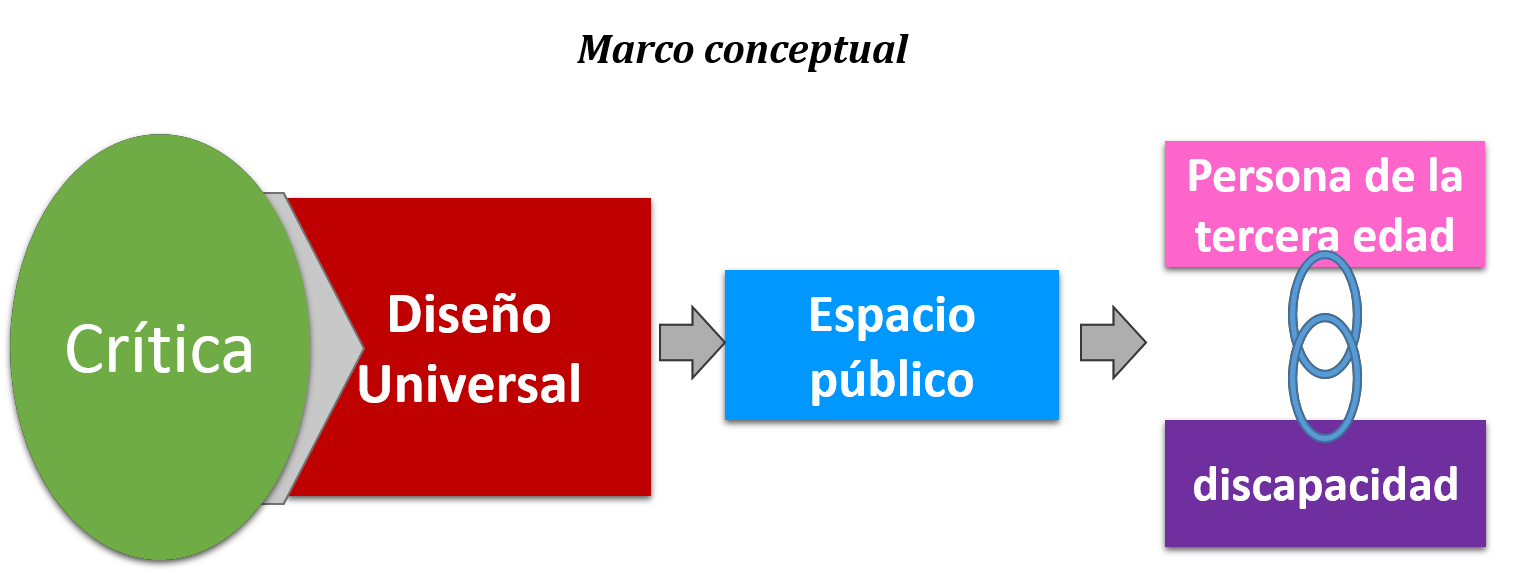 Marco conceptual
Crítica
Diseño
Universal
Espacio
público
Persona de la
tercera edad
discapacidad